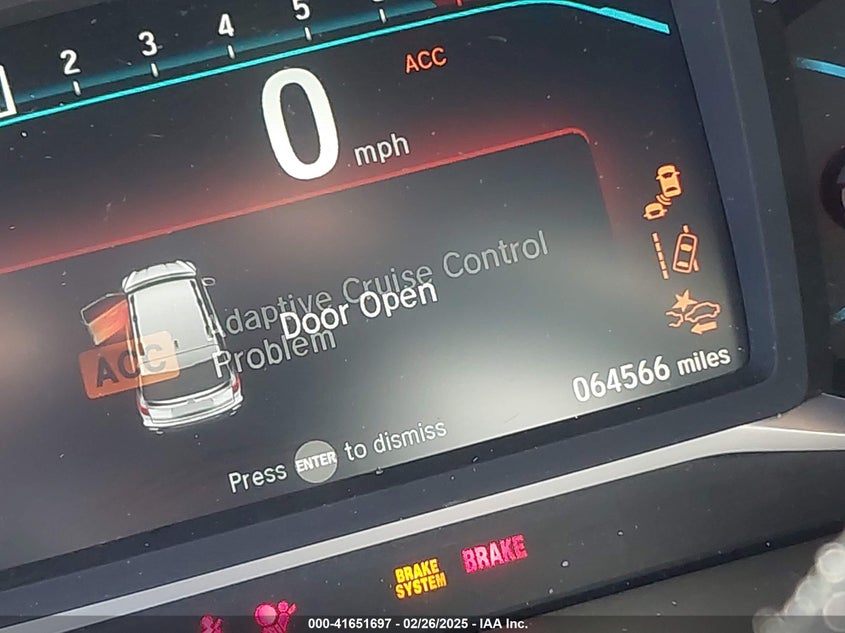 2 3 4 5
ACC
0 mph
Adaptive Cruise Control
Problem
Door Open
ACC
064566 miles
Press ENTER to dismiss
BRAKE
SYSTEM
BRAKE
000-41651697 - 02/26/2025 - IAA Inc.